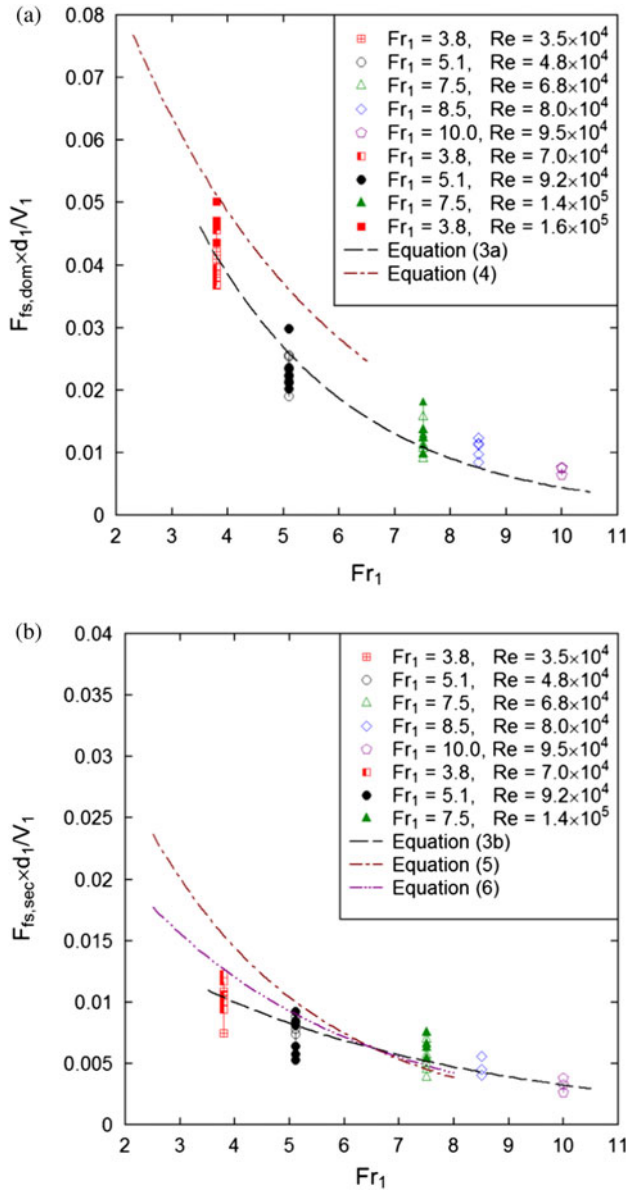 (a)
0.08
0.07
0.06
0.05
0.04
0.03
0.02
0.01
0
F_fs,dom×d_1/V_1
Fr_1 = 3.8, Re = 3.5×10^4
Fr_1 = 5.1, Re = 4.8×10^4
Fr_1 = 7.5, Re = 6.8×10^4
Fr_1 = 8.5, Re = 8.0×10^4
Fr_1 = 10.0, Re = 9.5×10^4
Fr_1 = 3.8, Re = 7.0×10^4
Fr_1 = 5.1, Re = 9.2×10^4
Fr_1 = 7.5, Re = 1.4×10^5
Fr_1 = 3.8, Re = 1.6×10^5
Equation (3a)
Equation (4)
2 3 4 5 6 7 8 9 10 11
Fr_1
(b)
0.04
0.035
0.03
0.025
0.02
0.015
0.01
0.005
0
F_fs,sec×d_1/V_1
Fr_1 = 3.8, Re = 3.5×10^4
Fr_1 = 5.1, Re = 4.8×10^4
Fr_1 = 7.5, Re = 6.8×10^4
Fr_1 = 8.5, Re = 8.0×10^4
Fr_1 = 10.0, Re = 9.5×10^4
Fr_1 = 3.8, Re = 7.0×10^4
Fr_1 = 5.1, Re = 9.2×10^4
Fr_1 = 7.5, Re = 1.4×10^5
Equation (3b)
Equation (5)
Equation (6)
2 3 4 5 6 7 8 9 10 11
Fr_1